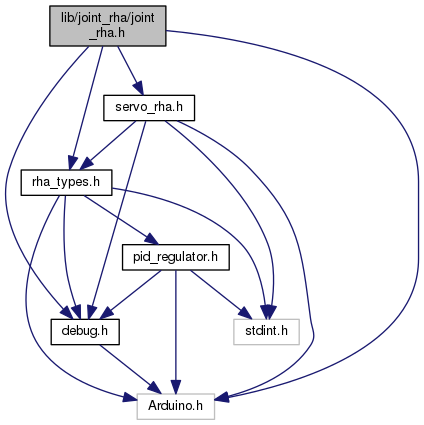 lib/joint_rha/joint
_rha.h
servo_rha.h
rha_types.h
pid_regulator.h
debug.h
stdint.h
Arduino.h